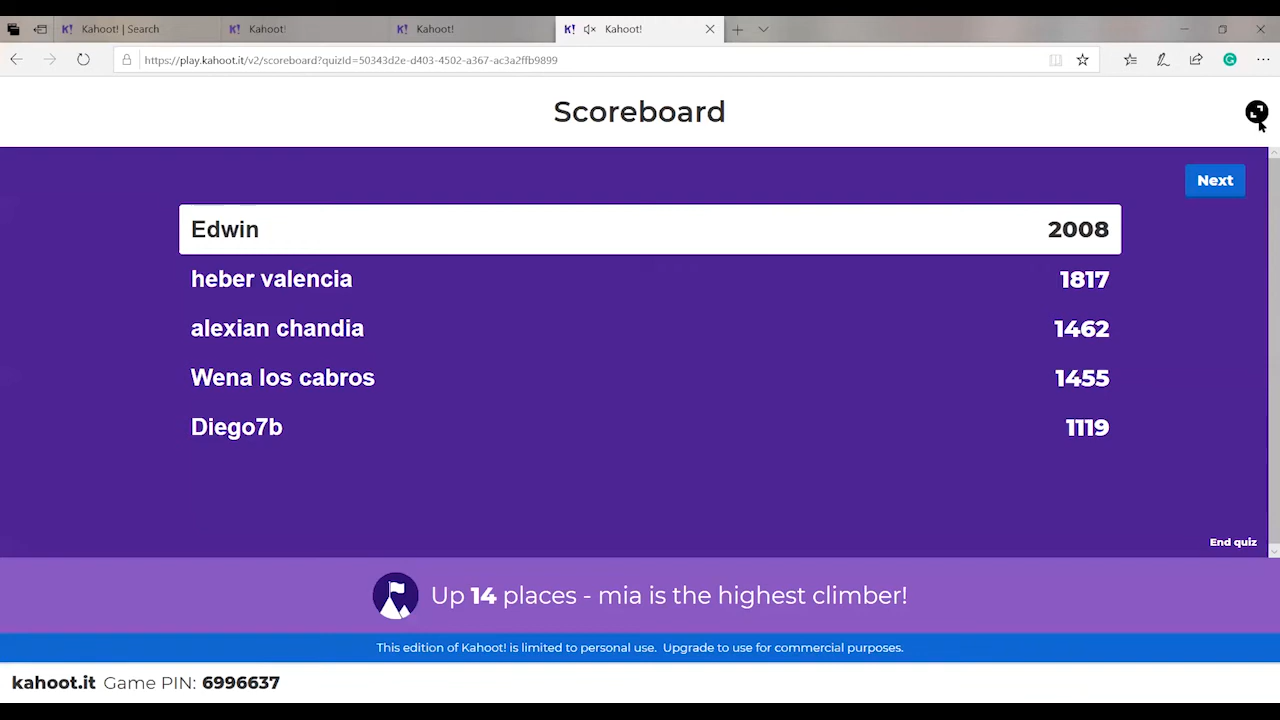 K! Kahoot! | Search
K! Kahoot!
K! Kahoot!
K! Kahoot!
https://play.kahoot.it/v2/scoreboard?quizId=50343d2e-d403-4502-a367-ac3a2ffb9899
G
Scoreboard
Next
Edwin 2008
heber valencia 1817
alexian chandia 1462
Wena los cabros 1455
Diego7b 1119
End quiz
Up 14 places - mia is the highest climber!
This edition of Kahoot! is limited to personal use. Upgrade to use for commercial purposes.
kahoot.it Game PIN: 6996637